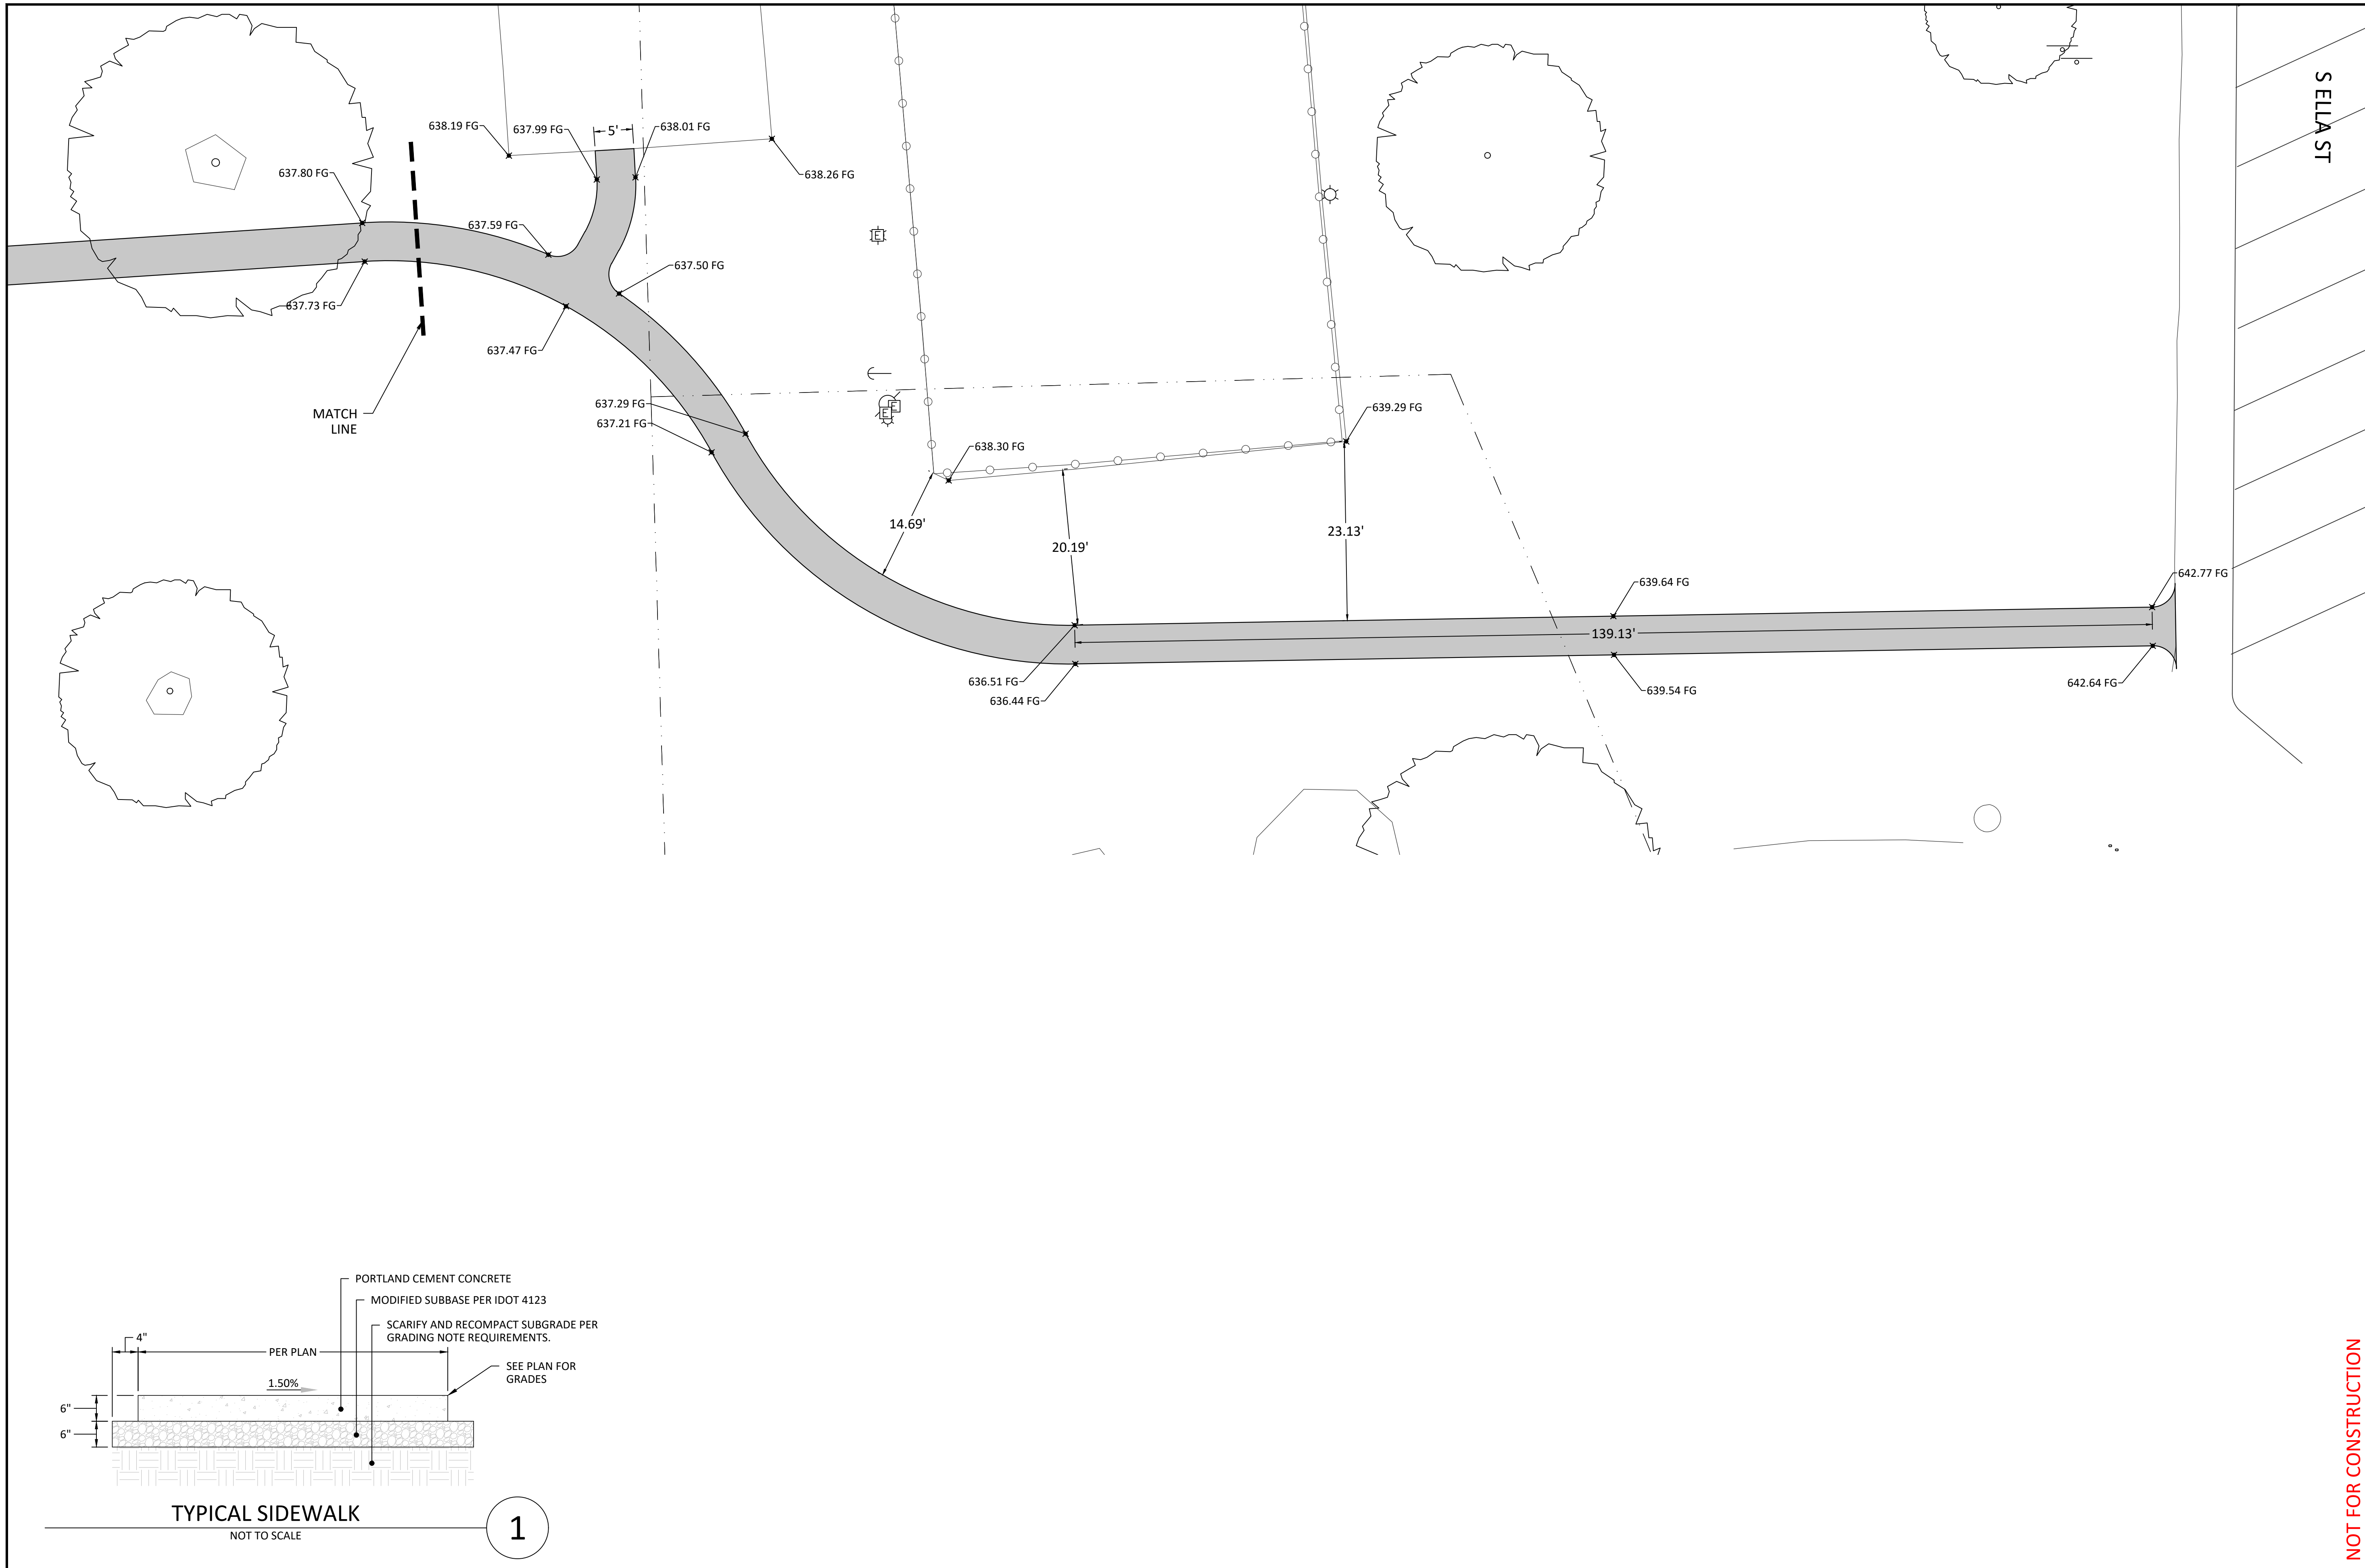 S ELLA ST
638.19 FG
637.99 FG
5'
638.01 FG
637.80 FG
638.26 FG
637.59 FG
E
637.50 FG
637.73 FG
637.47 FG
MATCH
LINE
637.29 FG
637.21 FG
E
E
639.29 FG
638.30 FG
14.69'
20.19'
23.13'
639.64 FG
642.77 FG
139.13'
636.51 FG
636.44 FG
639.54 FG
642.64 FG
PORTLAND CEMENT CONCRETE
MODIFIED SUBBASE PER IDOT 4123
SCARIFY AND RECOMPACT SUBGRADE PER
GRADING NOTE REQUIREMENTS.
4"
PER PLAN
SEE PLAN FOR
GRADES
1.50%
6"
6"
TYPICAL SIDEWALK
NOT TO SCALE
1
NOT FOR CONSTRUCTION